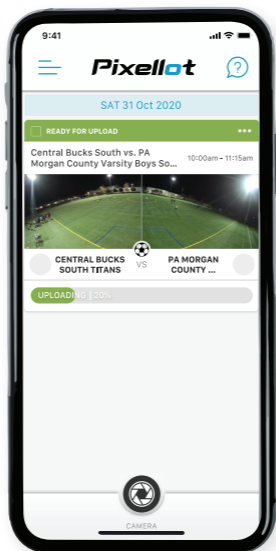 9:41
Pixellot
?
SAT 31 Oct 2020
READY FOR UPLOAD
Central Bucks South vs. PA
Morgan County Varsity Boys So...
10:00am - 11:15am
CENTRAL BUCKS
SOUTH TITANS
VS
PA MORGAN
COUNTY ...
UPLOADING | 20%
CAMERA